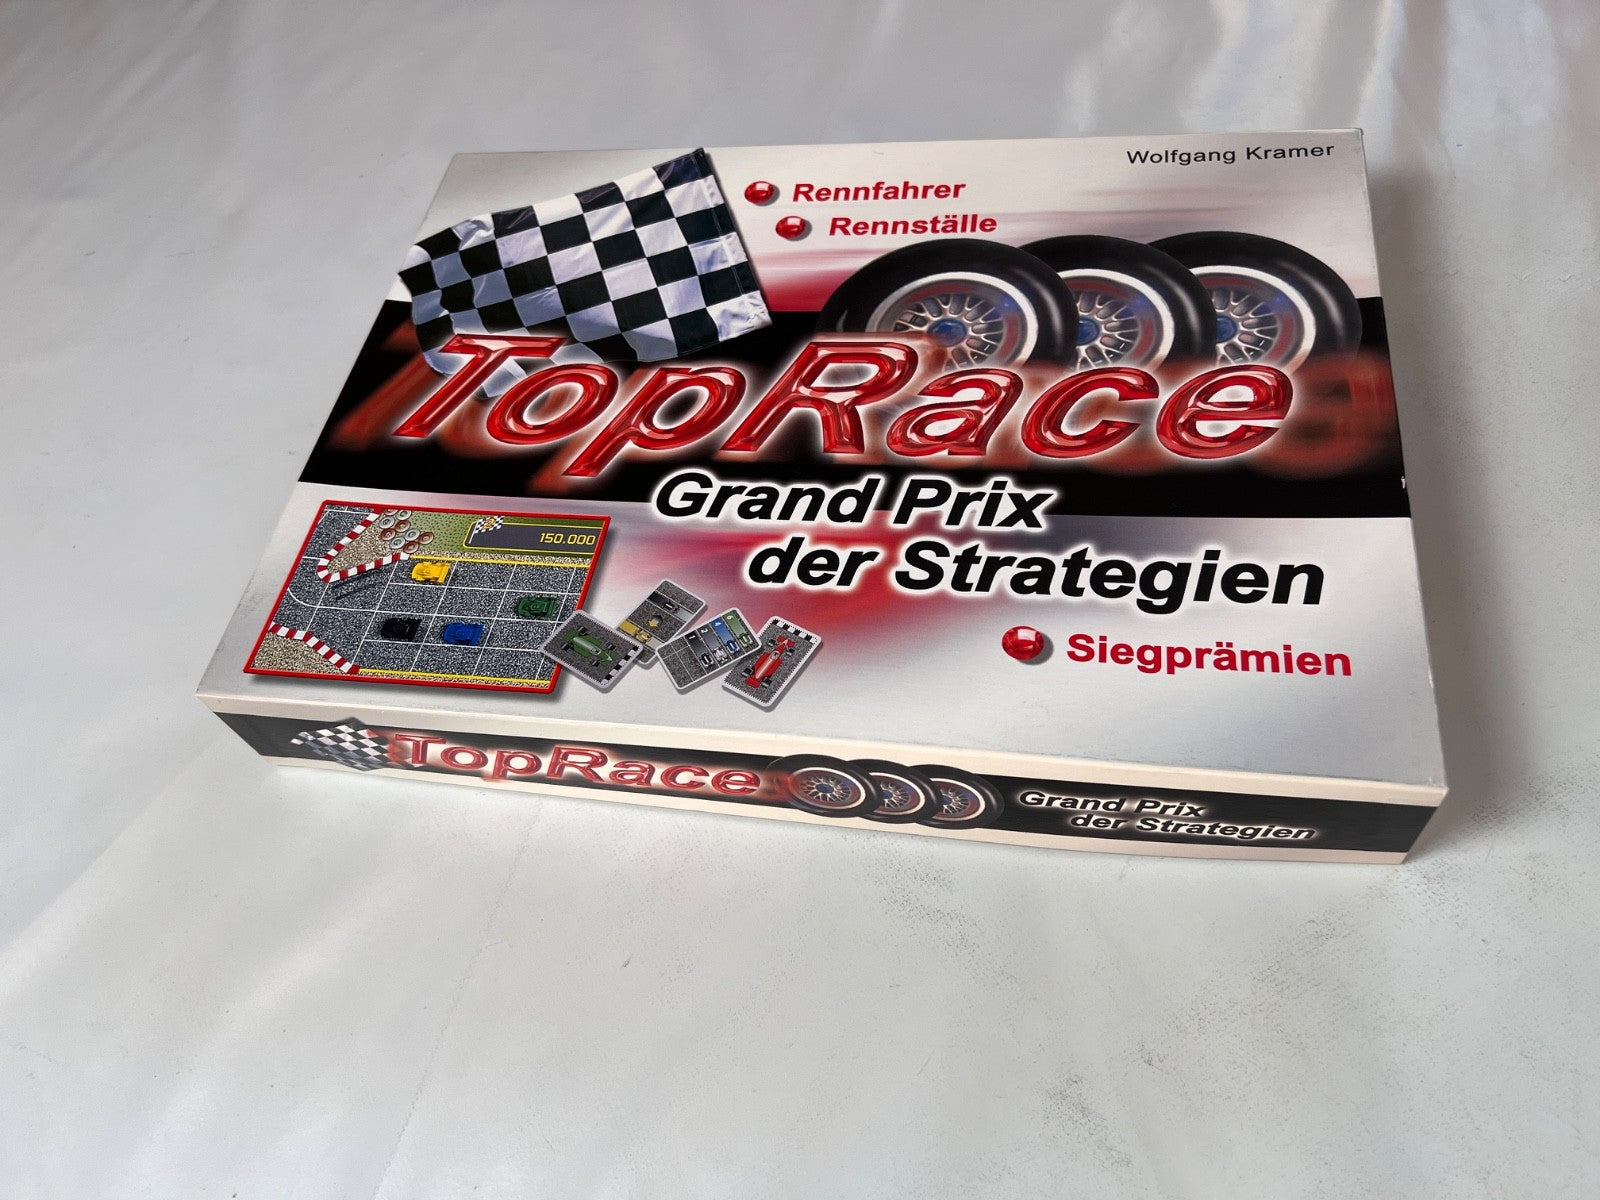 Wolfgang Kramer
Rennfahrer
Rennställe
TopRace
Grand Prix
der Strategien
150.000
Siegprämien
TopRace
Grand Prix
der Strategien